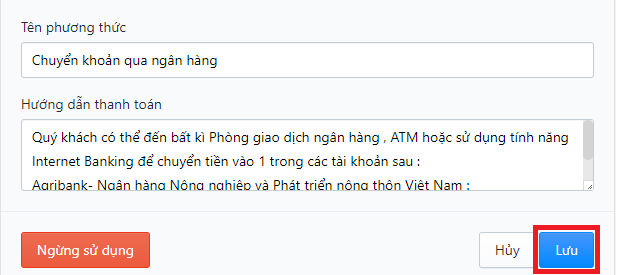 Tên phương thức
Chuyển khoản qua ngân hàng
Hướng dẫn thanh toán
Quý khách có thể đến bất kì Phòng giao dịch ngân hàng , ATM hoặc sử dụng tính năng
Internet Banking để chuyển tiền vào 1 trong các tài khoản sau :
Agribank- Ngân hàng Nông nghiệp và Phát triển nông thôn Việt Nam :
Ngừng sử dụng
Hủy
Lưu